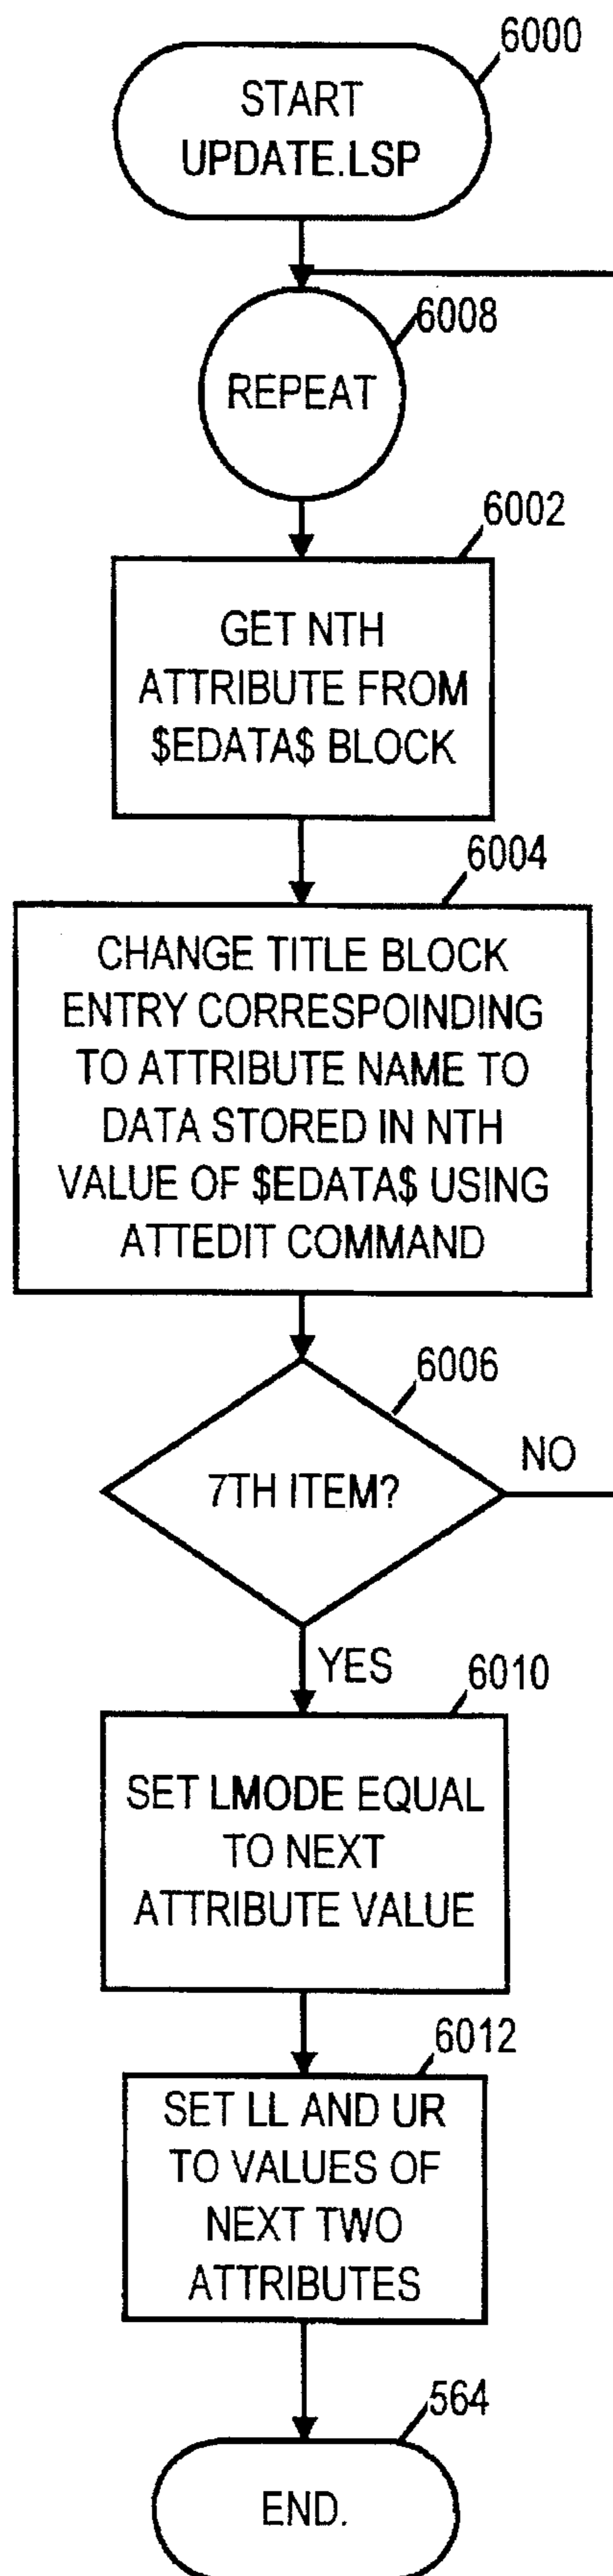 6000
START
UPDATE.LSP
6008
REPEAT
6002
GET NTH
ATTRIBUTE FROM
$EDATA$ BLOCK
6004
CHANGE TITLE BLOCK
ENTRY CORRESPOINDING
TO ATTRIBUTE NAME TO
DATA STORED IN NTH
VALUE OF $EDATA$ USING
ATTEDIT COMMAND
6006
7TH ITEM?
NO
YES
6010
SET LMODE EQUAL
TO NEXT
ATTRIBUTE VALUE
6012
SET LL AND UR
TO VALUES OF
NEXT TWO
ATTRIBUTES
564
END.